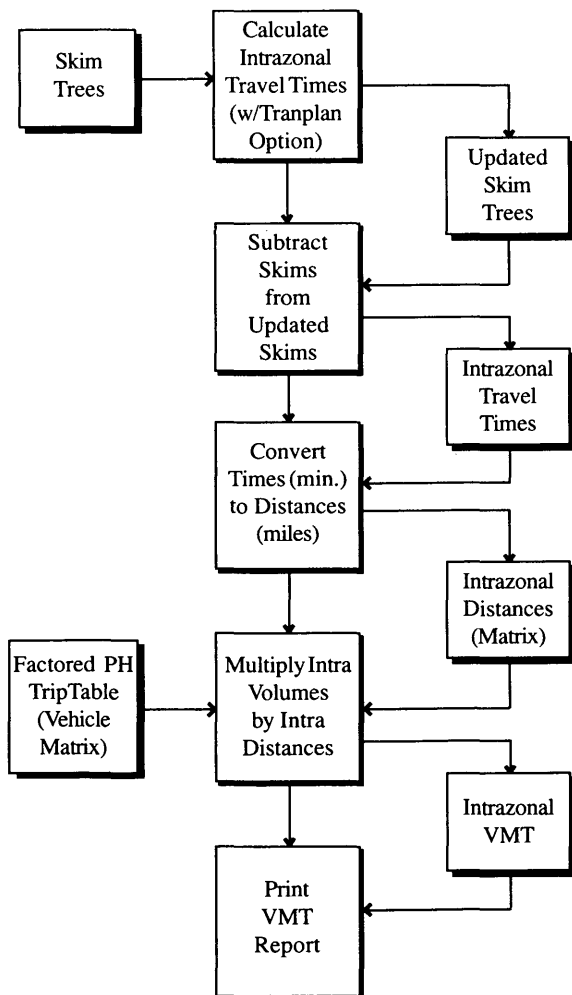 Skim
Trees
Calculate
Intrazonal
Travel Times
(w/Tranplan
Option)
Updated
Skim
Trees
Subtract
Skims
from
Updated
Skims
Intrazonal
Travel
Times
Convert
Times (min.)
to Distances
(miles)
Intrazonal
Distances
(Matrix)
Factored PH
TripTable
(Vehicle
Matrix)
Multiply Intra
Volumes
by Intra
Distances
Intrazonal
VMT
Print
VMT
Report